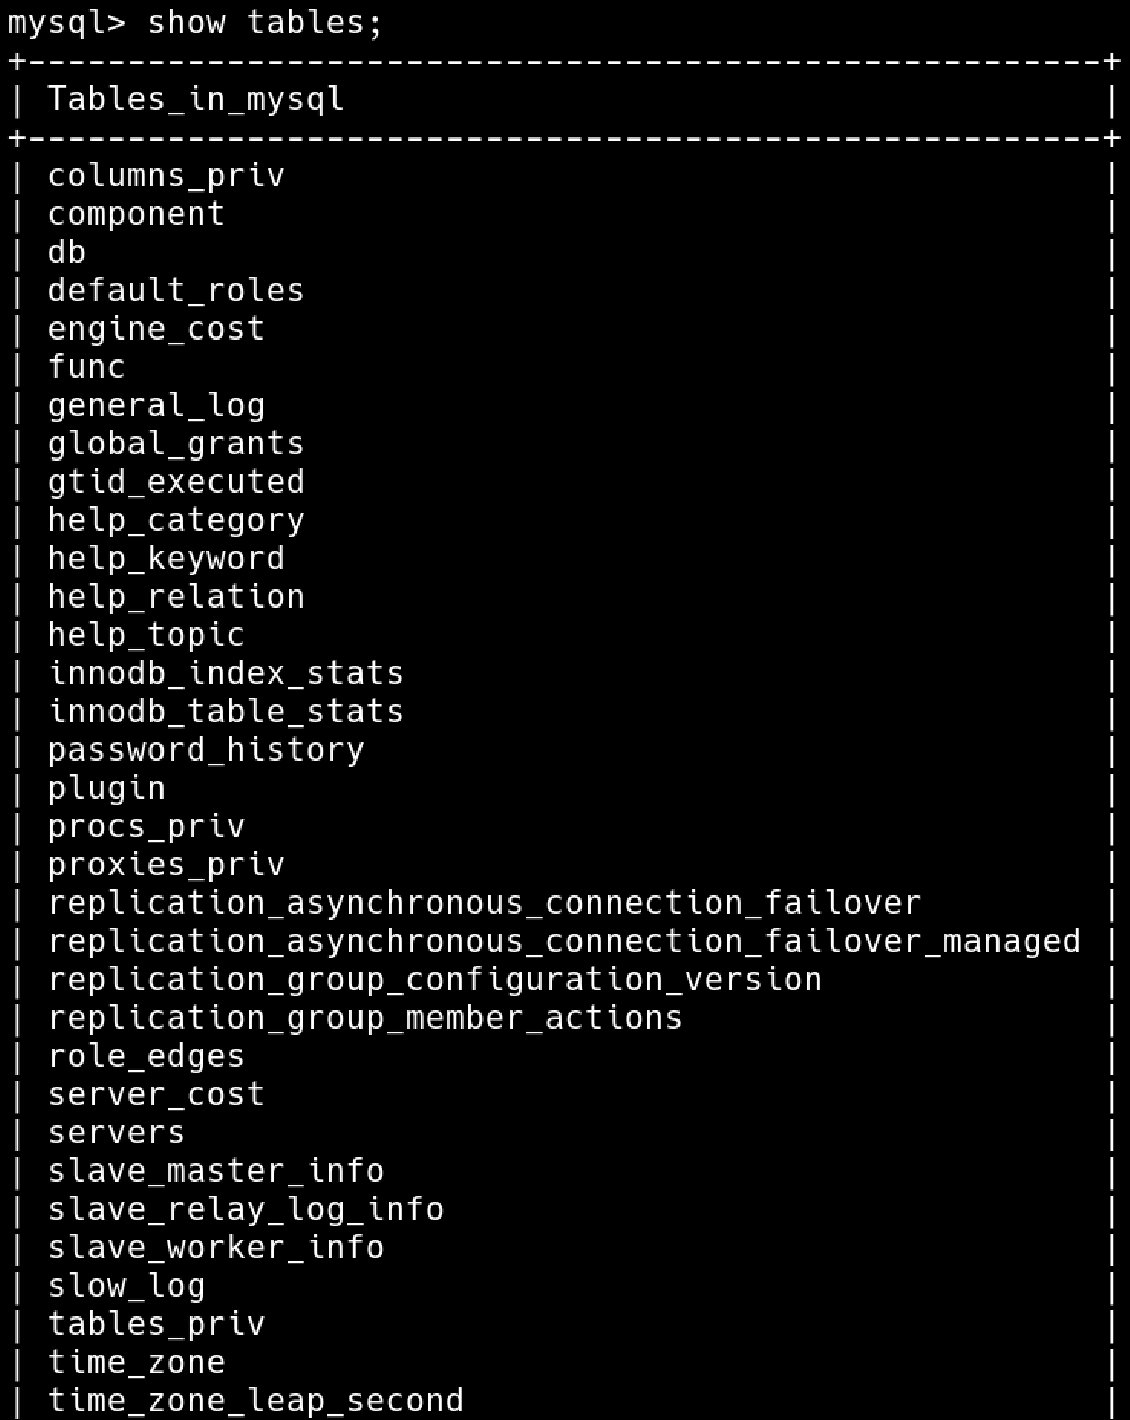 mysql> show tables;
+------------------------------------------------------+
| Tables_in_mysql                                      |
+------------------------------------------------------+
| columns_priv                                         |
| component                                            |
| db                                                   |
| default_roles                                        |
| engine_cost                                          |
| func                                                 |
| general_log                                          |
| global_grants                                        |
| gtid_executed                                        |
| help_category                                        |
| help_keyword                                         |
| help_relation                                        |
| help_topic                                           |
| innodb_index_stats                                   |
| innodb_table_stats                                   |
| password_history                                     |
| plugin                                               |
| procs_priv                                           |
| proxies_priv                                         |
| replication_asynchronous_connection_failover         |
| replication_asynchronous_connection_failover_managed |
| replication_group_configuration_version              |
| replication_group_member_actions                     |
| role_edges                                           |
| server_cost                                          |
| servers                                              |
| slave_master_info                                    |
| slave_relay_log_info                                 |
| slave_worker_info                                    |
| slow_log                                             |
| tables_priv                                          |
| time_zone                                            |
| time_zone_leap_second                                |